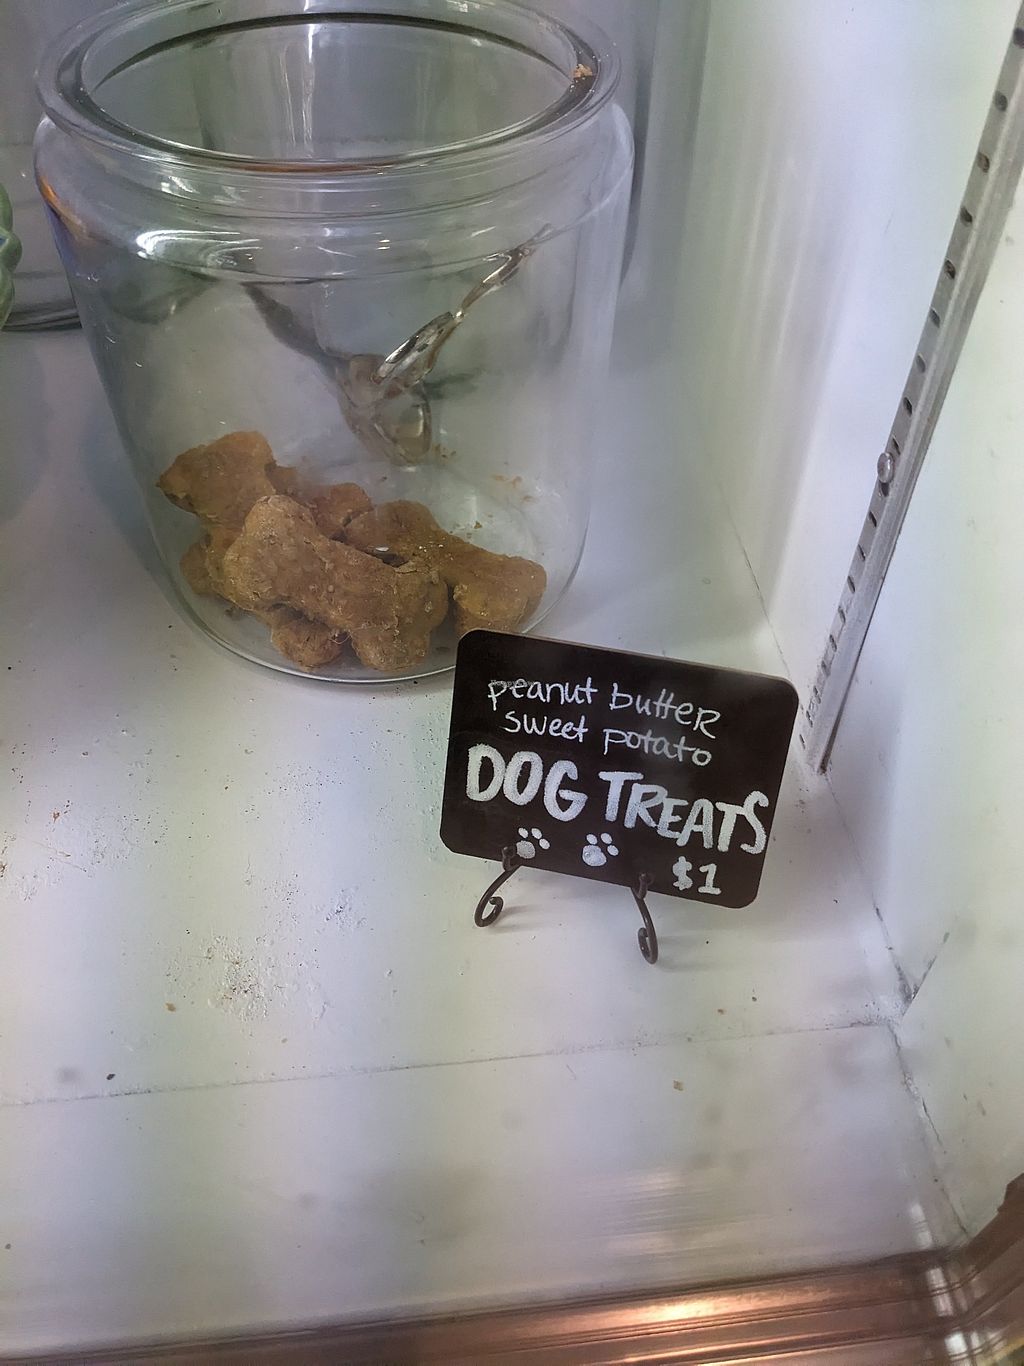 peanut butter
sweet potato
DOG TREATS
$1